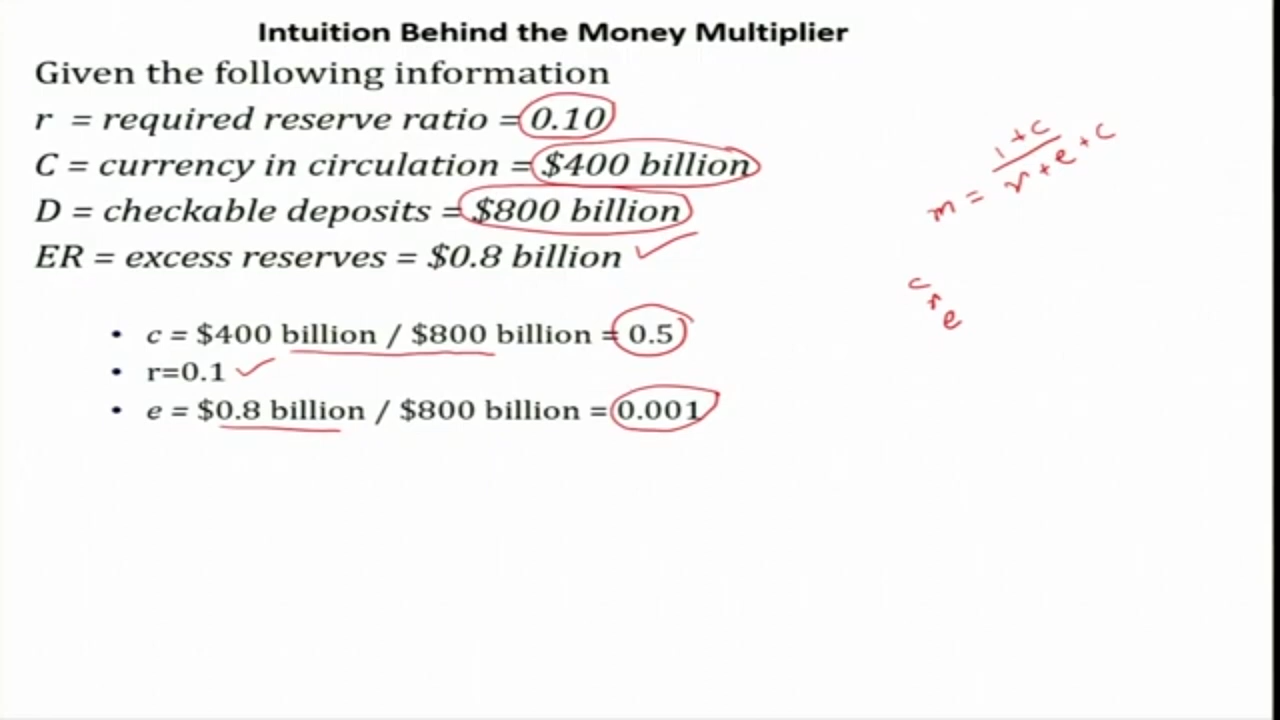 Intuition Behind the Money Multiplier
Given the following information
r = required reserve ratio = 0.10
C = currency in circulation = $400 billion
D = checkable deposits = $800 billion
ER = excess reserves = $0.8 billion
• c = $400 billion / $800 billion = 0.5
• r=0.1
• e = $0.8 billion / $800 billion = 0.001
1+c
m = r+e+c
c
r
e